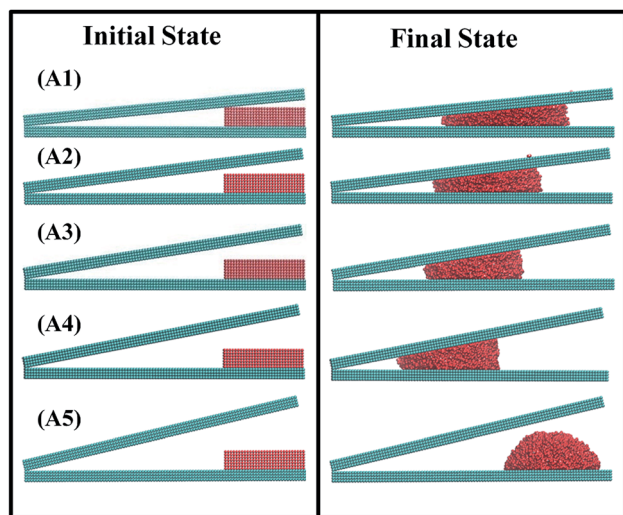 Initial State
Final State
(A1)
(A2)
(A3)
(A4)
(A5)